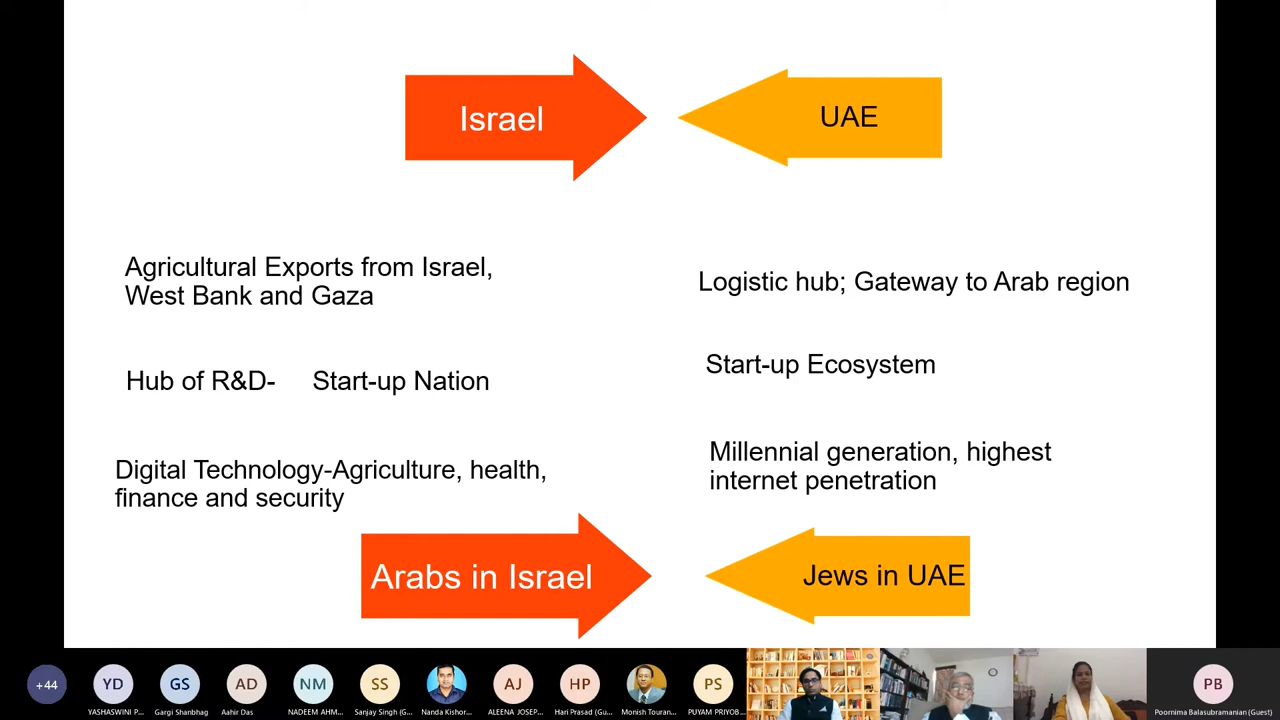 Israel
UAE
Agricultural Exports from Israel,
West Bank and Gaza
Logistic hub; Gateway to Arab region
Hub of R&D- Start-up Nation
Start-up Ecosystem
Digital Technology-Agriculture, health,
finance and security
Millennial generation, highest
internet penetration
Arabs in Israel
Jews in UAE
+44
YD
GS
AD
NM
SS
AJ
HP
PS
PB
YASHASWINI P...
Gargi Shanbhag
Aahir Das
NADEEM AHM...
Sanjay Singh (G...
Nanda Kishor...
ALEENA JOSEP...
Hari Prasad (Gu...
Monish Touran...
PUYAM PRIYOB...
Poornima Balasubramanian (Guest)